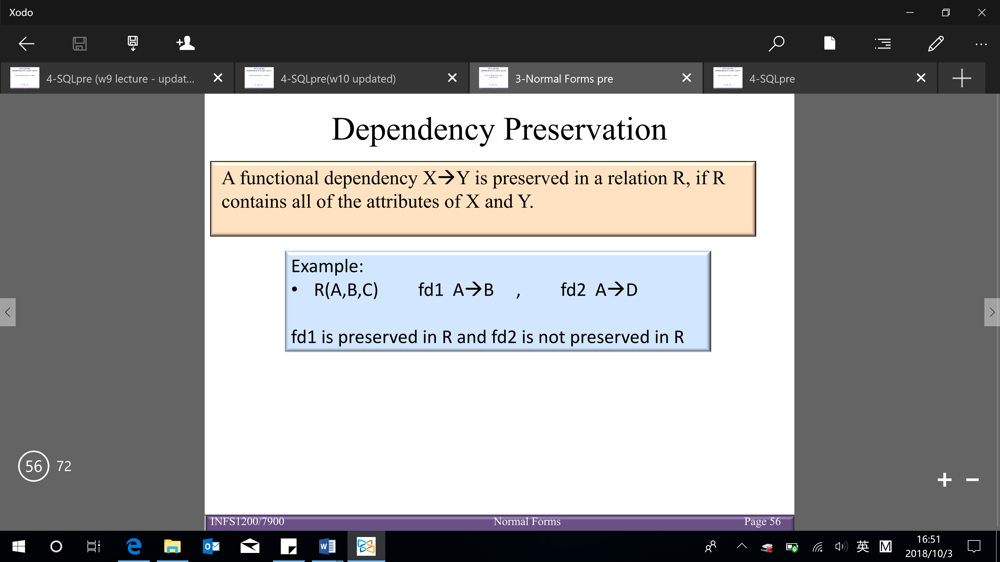 Xodo
4-SQLpre (w9 lecture - updat...
4-SQLpre(w10 updated)
3-Normal Forms pre
4-SQLpre
Dependency Preservation
A functional dependency X→Y is preserved in a relation R, if R
contains all of the attributes of X and Y.
Example:
• R(A,B,C) fd1 A→B , fd2 A→D
fd1 is preserved in R and fd2 is not preserved in R
56 72
INFS1200/7900 Normal Forms Page 56
英 M 16:51
2018/10/3